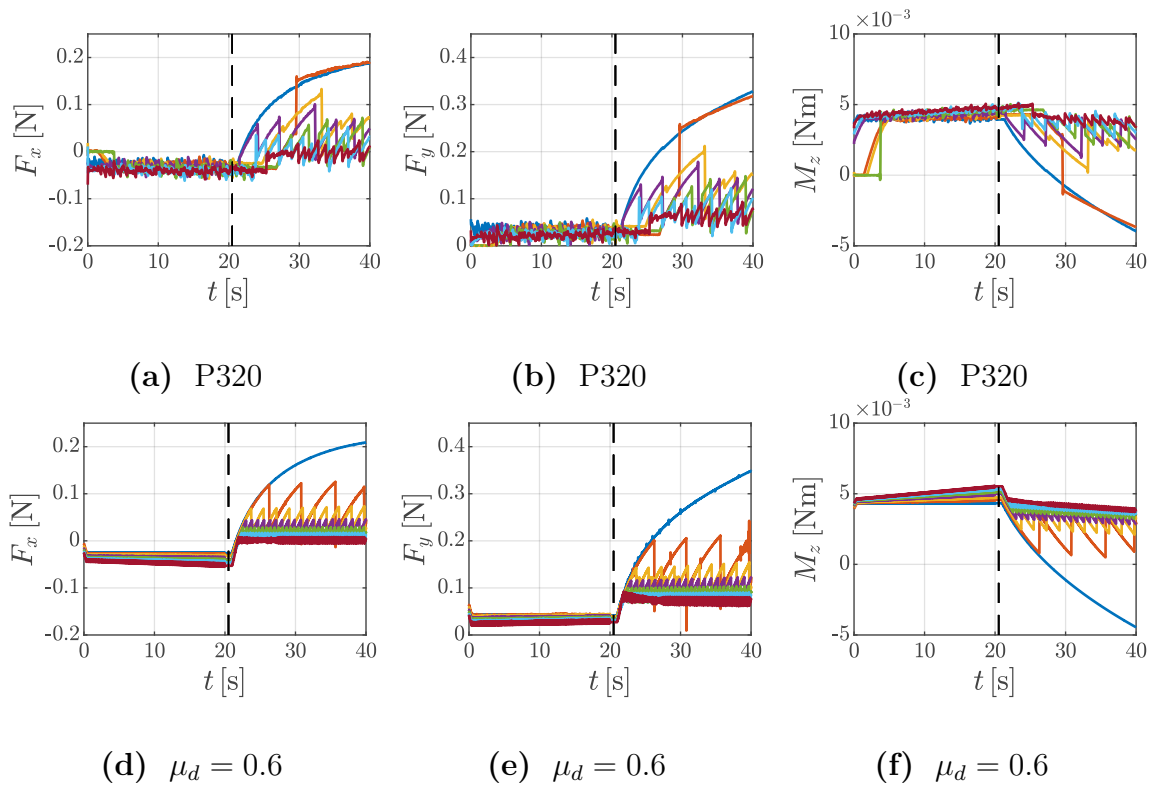 ×10⁻³
0.2
0.1
0
-0.1
-0.2
F_x [N]
0 10 20 30 40
t [s]
0.4
0.3
0.2
0.1
0
F_y [N]
0 10 20 30 40
t [s]
10
5
0
-5
M_z [Nm]
0 10 20 30 40
t [s]
(a) P320
(b) P320
(c) P320
×10⁻³
0.2
0.1
0
-0.1
-0.2
F_x [N]
0 10 20 30 40
t [s]
0.4
0.3
0.2
0.1
0
F_y [N]
0 10 20 30 40
t [s]
10
5
0
-5
M_z [Nm]
0 10 20 30 40
t [s]
(d) μ_d = 0.6
(e) μ_d = 0.6
(f) μ_d = 0.6